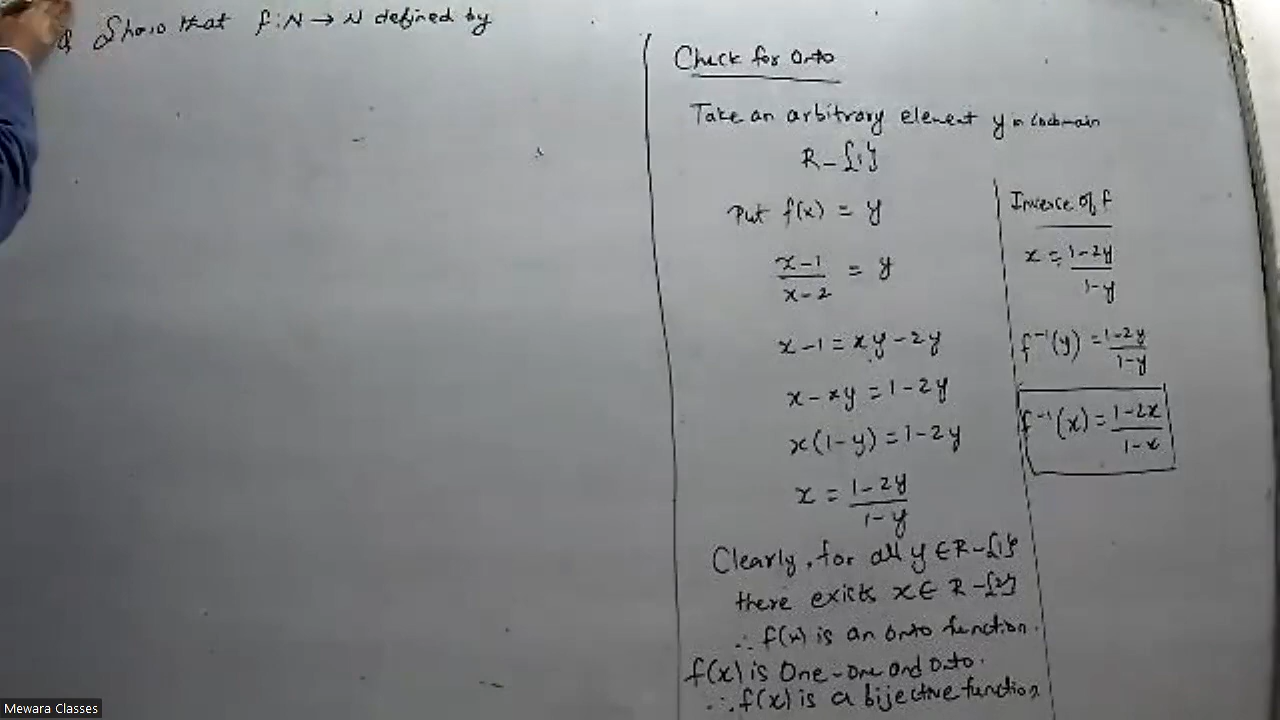 Q Show that f:N→N defined by
Check for Onto
Take an arbitrary element y in Codomain
R-{1}
Put f(x) = y
x-1/x-2 = y
x-1 = xy-2y
x-xy = 1-2y
x(1-y) = 1-2y
x = 1-2y/1-y
Clearly, for all y∈R-{1}
there exists x∈ R-{2}
∴ f(x) is an onto function.
f(x) is One-One and Onto.
∴ f(x) is a bijective function
Inverse of f
x = 1-2y/1-y
f⁻¹(y) = 1-2y/1-y
f⁻¹(x) = 1-2x/1-x
Mewara Classes